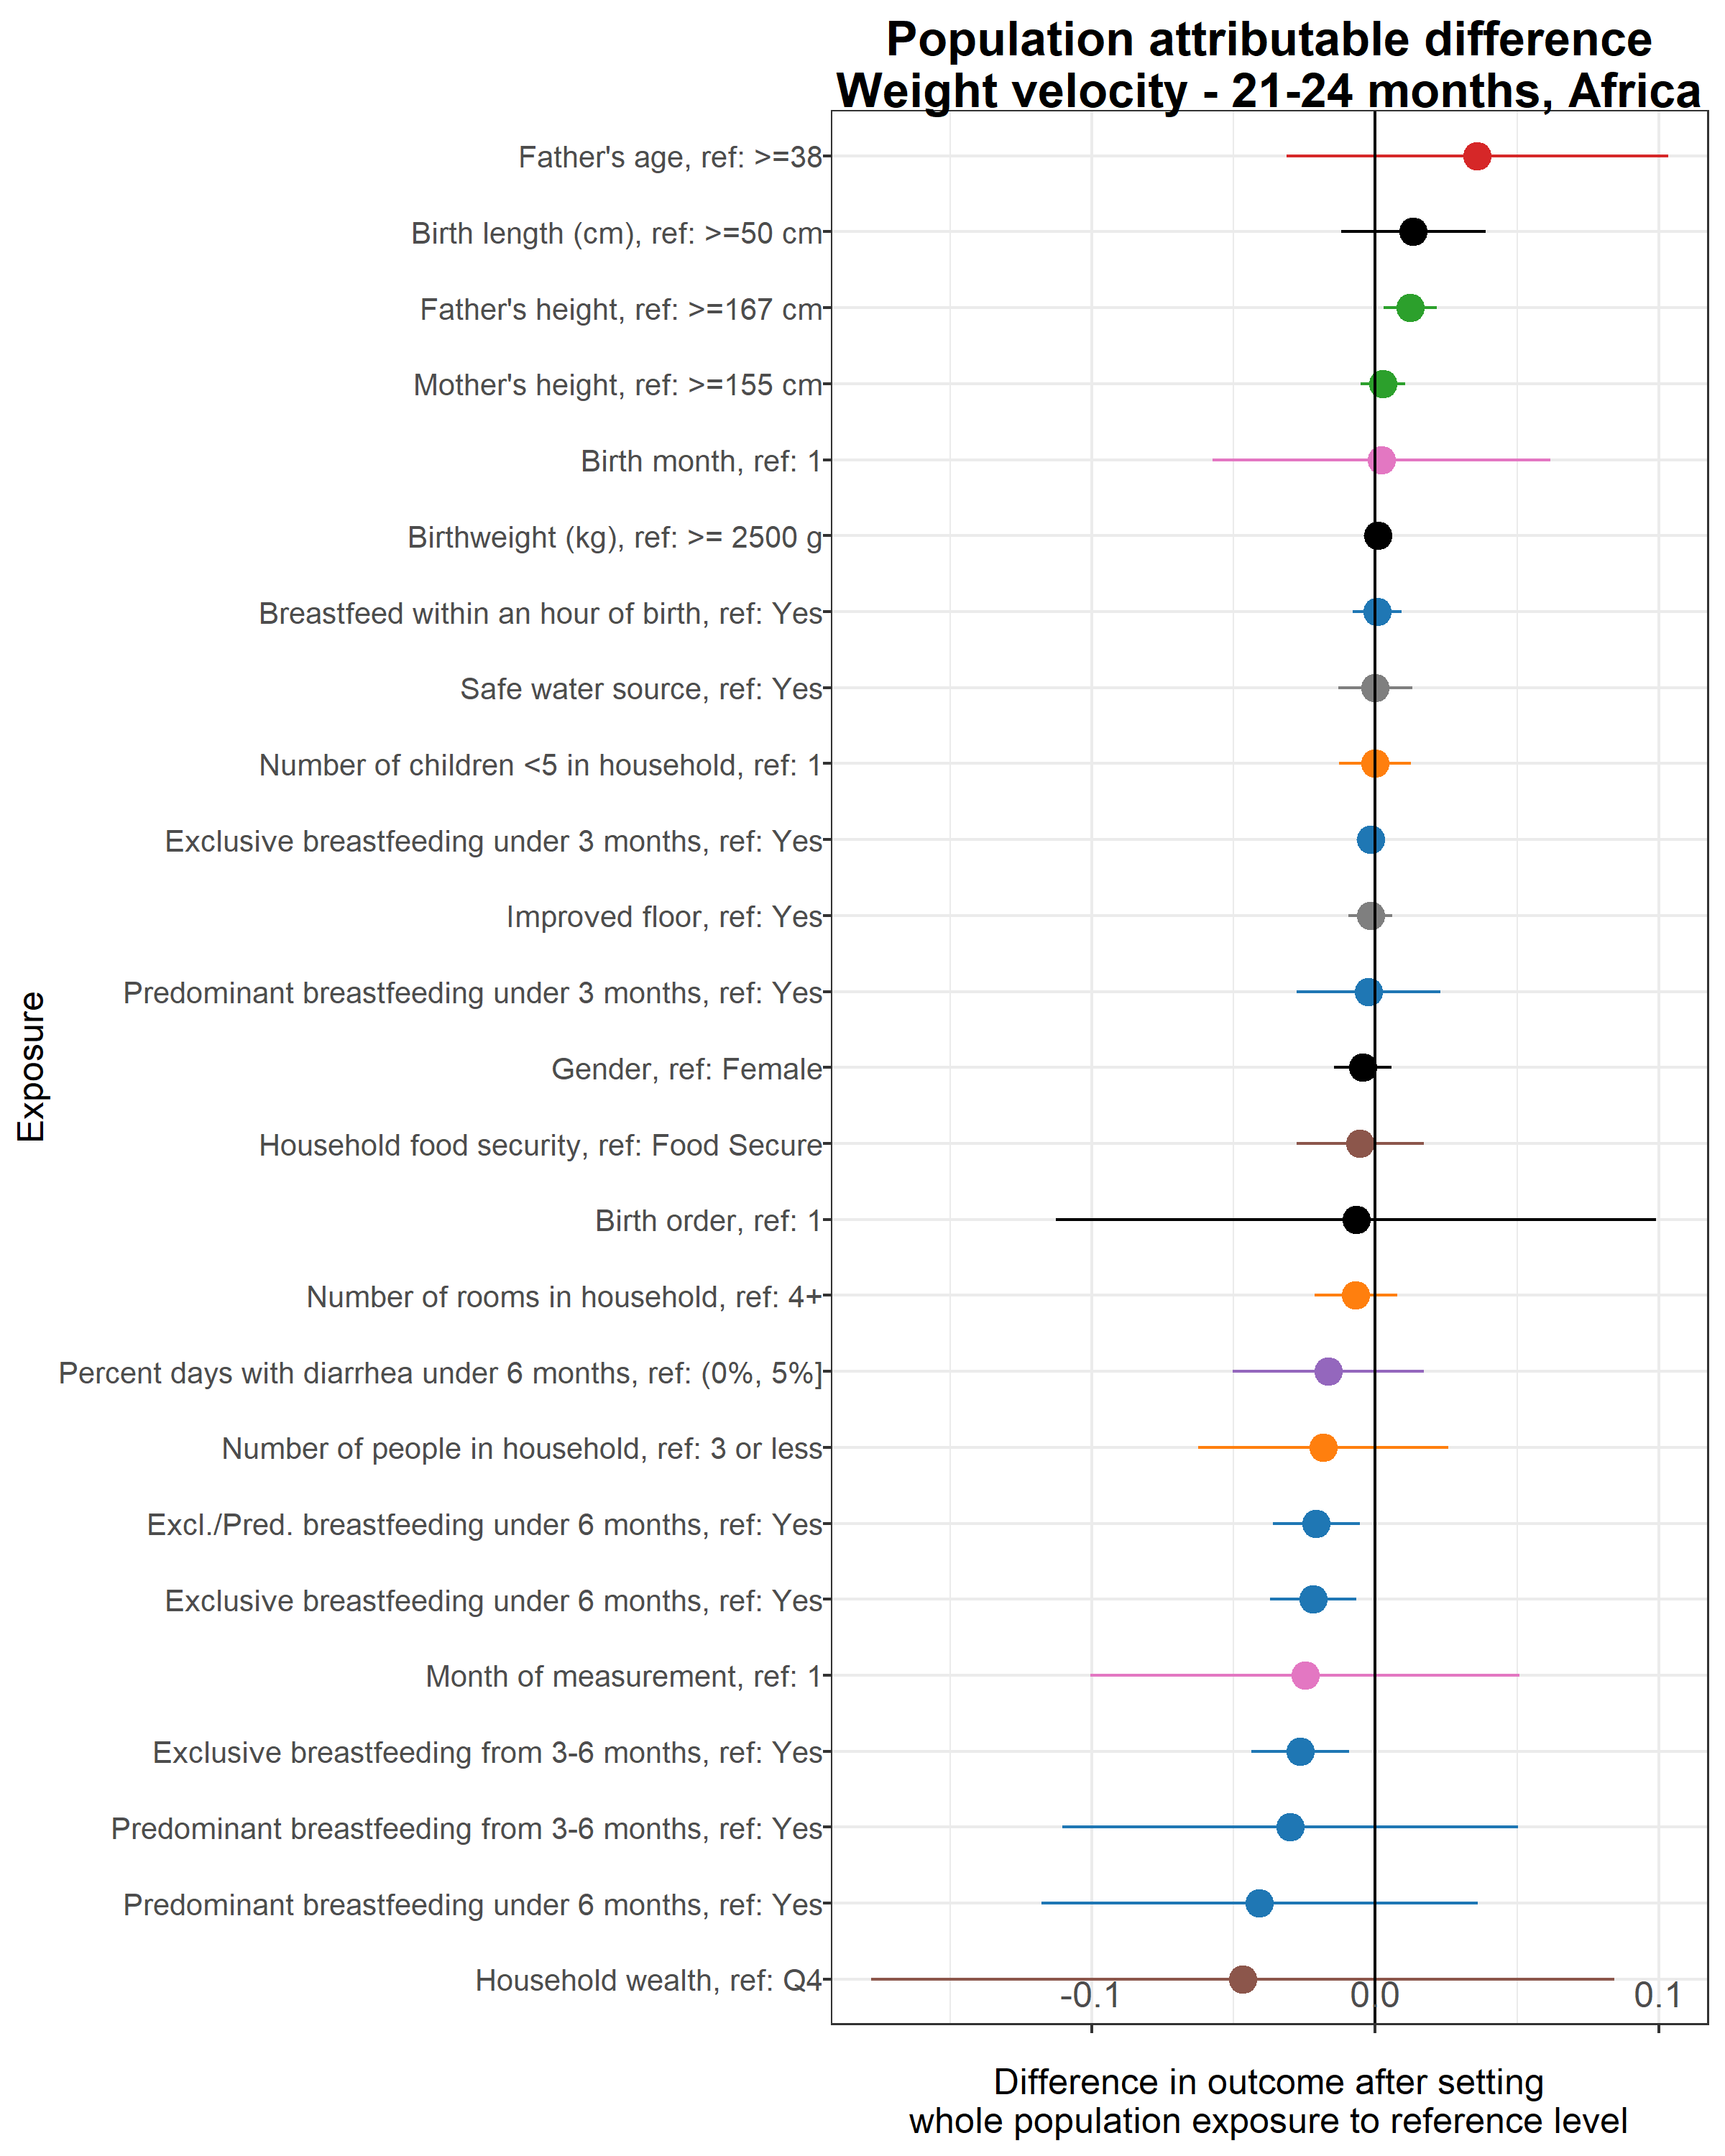 Population attributable difference
Weight velocity - 21-24 months, Africa
Father's age, ref: >=38
Birth length (cm), ref: >=50 cm
Father's height, ref: >=167 cm
Mother's height, ref: >=155 cm
Birth month, ref: 1
Birthweight (kg), ref: >= 2500 g
Breastfeed within an hour of birth, ref: Yes
Safe water source, ref: Yes
Number of children <5 in household, ref: 1
Exclusive breastfeeding under 3 months, ref: Yes
Improved floor, ref: Yes
Predominant breastfeeding under 3 months, ref: Yes
Gender, ref: Female
Household food security, ref: Food Secure
Birth order, ref: 1
Number of rooms in household, ref: 4+
Percent days with diarrhea under 6 months, ref: (0%, 5%]
Number of people in household, ref: 3 or less
Excl./Pred. breastfeeding under 6 months, ref: Yes
Exclusive breastfeeding under 6 months, ref: Yes
Month of measurement, ref: 1
Exclusive breastfeeding from 3-6 months, ref: Yes
Predominant breastfeeding from 3-6 months, ref: Yes
Predominant breastfeeding under 6 months, ref: Yes
Household wealth, ref: Q4
Exposure
-0.1 0.0 0.1
Difference in outcome after setting
whole population exposure to reference level